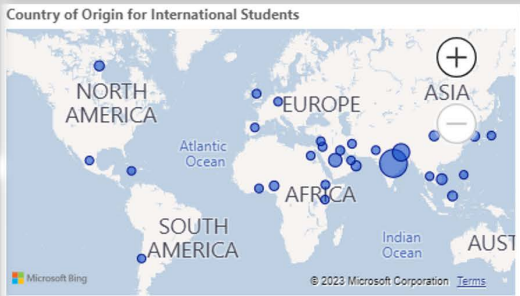 Country of Origin for International Students
NORTH
AMERICA
EUROPE
ASIA
Atlantic
Ocean
AFRICA
SOUTH
AMERICA
Indian
Ocean
AUST
Microsoft Bing
© 2023 Microsoft Corporation Terms